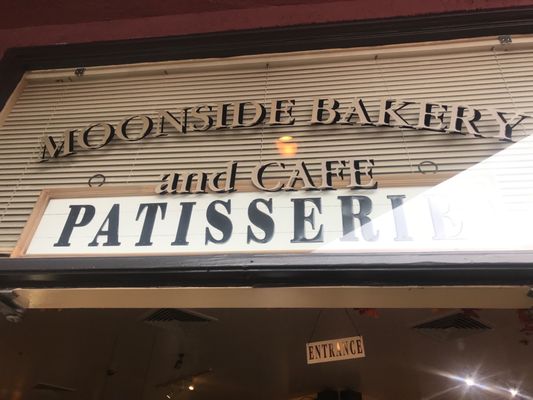 MOONSIDE BAKERY
and CAFE
PATISSERIE
ENTRANCE